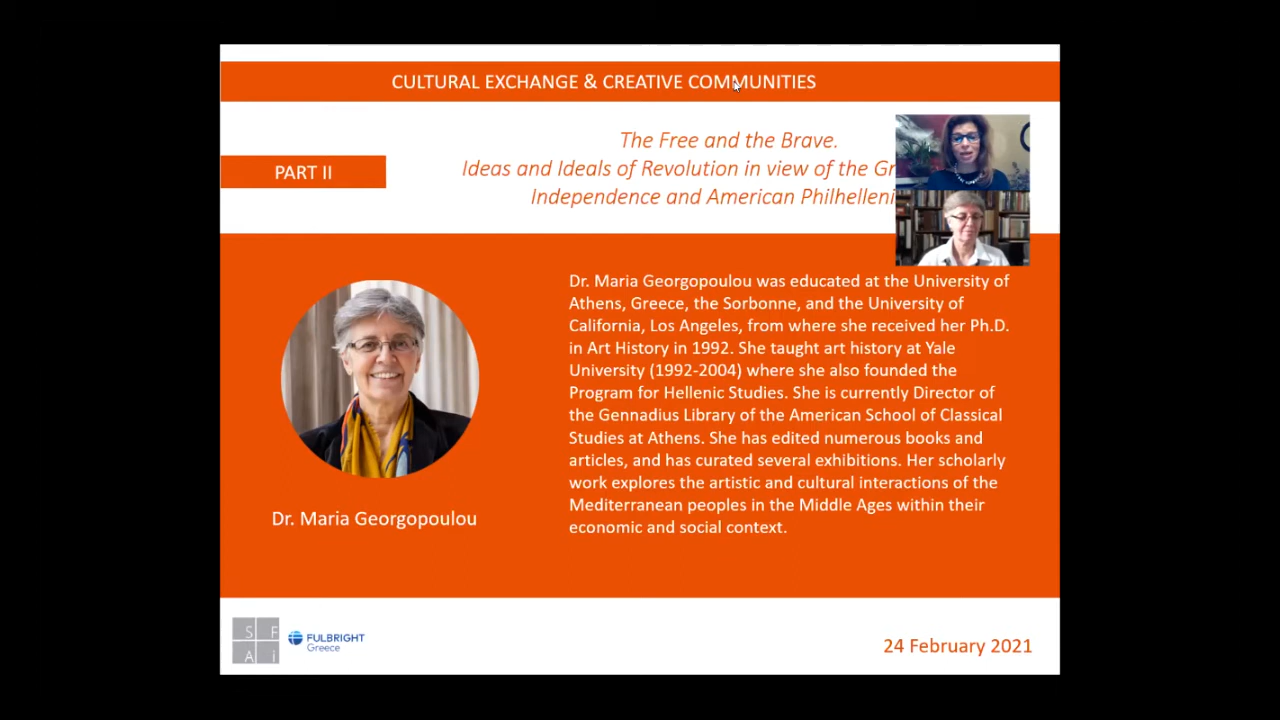 CULTURAL EXCHANGE & CREATIVE COMMUNITIES
PART II
The Free and the Brave.
Ideas and Ideals of Revolution in view of the
Independence and American
Dr. Maria Georgopoulou was educated at the University of
Athens, Greece, the Sorbonne, and the University of
California, Los Angeles, from where she received her Ph.D.
in Art History in 1992. She taught art history at Yale
University (1992-2004) where she also founded the
Program for Hellenic Studies. She is currently Director of
the Gennadius Library of the American School of Classical
Studies at Athens. She has edited numerous books and
articles, and has curated several exhibitions. Her scholarly
work explores the artistic and cultural interactions of the
Mediterranean peoples in the Middle Ages within their
economic and social context.
Dr. Maria Georgopoulou
S F
A i
FULBRIGHT
Greece
24 February 2021